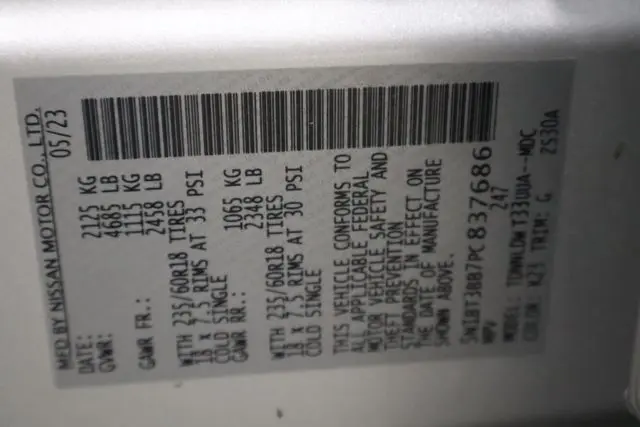 MFD BY NISSAN MOTOR CO., LTD.
DATE: 05/23
GVWR: 2125 KG
4685 LB
GAWR FR.: 1115 KG
2458 LB
WITH 235/60R18 TIRES
18 x 7.5 RIMS AT 33 PSI
COLD SINGLE
GAWR RR.: 1065 KG
2348 LB
WITH 235/60R18 TIRES
18 x 7.5 RIMS AT 30 PSI
COLD SINGLE
THIS VEHICLE CONFORMS TO
ALL APPLICABLE FEDERAL
MOTOR VEHICLE SAFETY AND
THEFT PREVENTION
STANDARDS IN EFFECT ON
THE DATE OF MANUFACTURE
SHOWN ABOVE.
837686
MPV 247
MODEL:
COLOR: K23 TRIM: G 2S30A